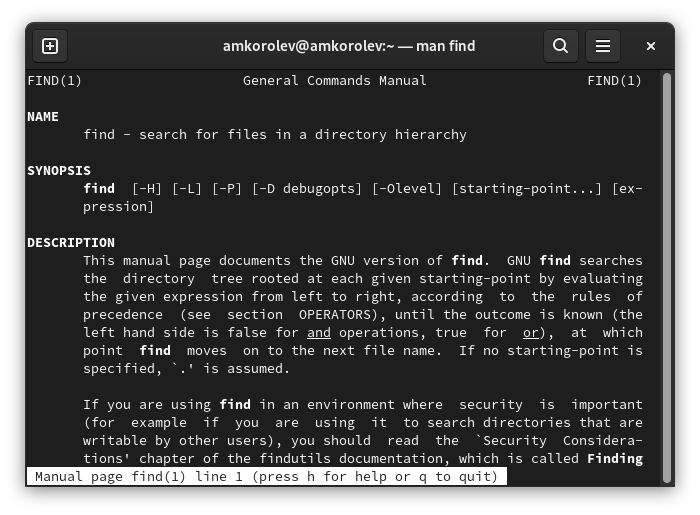 amkorolev@amkorolev:~ — man find
FIND(1) General Commands Manual FIND(1)
NAME
find - search for files in a directory hierarchy
SYNOPSIS
find [-H] [-L] [-P] [-D debugopts] [-Olevel] [starting-point...] [ex-
pression]
DESCRIPTION
This manual page documents the GNU version of find. GNU find searches
the directory tree rooted at each given starting-point by evaluating
the given expression from left to right, according to the rules of
precedence (see section OPERATORS), until the outcome is known (the
left hand side is false for and operations, true for or), at which
point find moves on to the next file name. If no starting-point is
specified, `.' is assumed.
If you are using find in an environment where security is important
(for example if you are using it to search directories that are
writable by other users), you should read the `Security Considera-
tions' chapter of the findutils documentation, which is called Finding
Manual page find(1) line 1 (press h for help or q to quit)